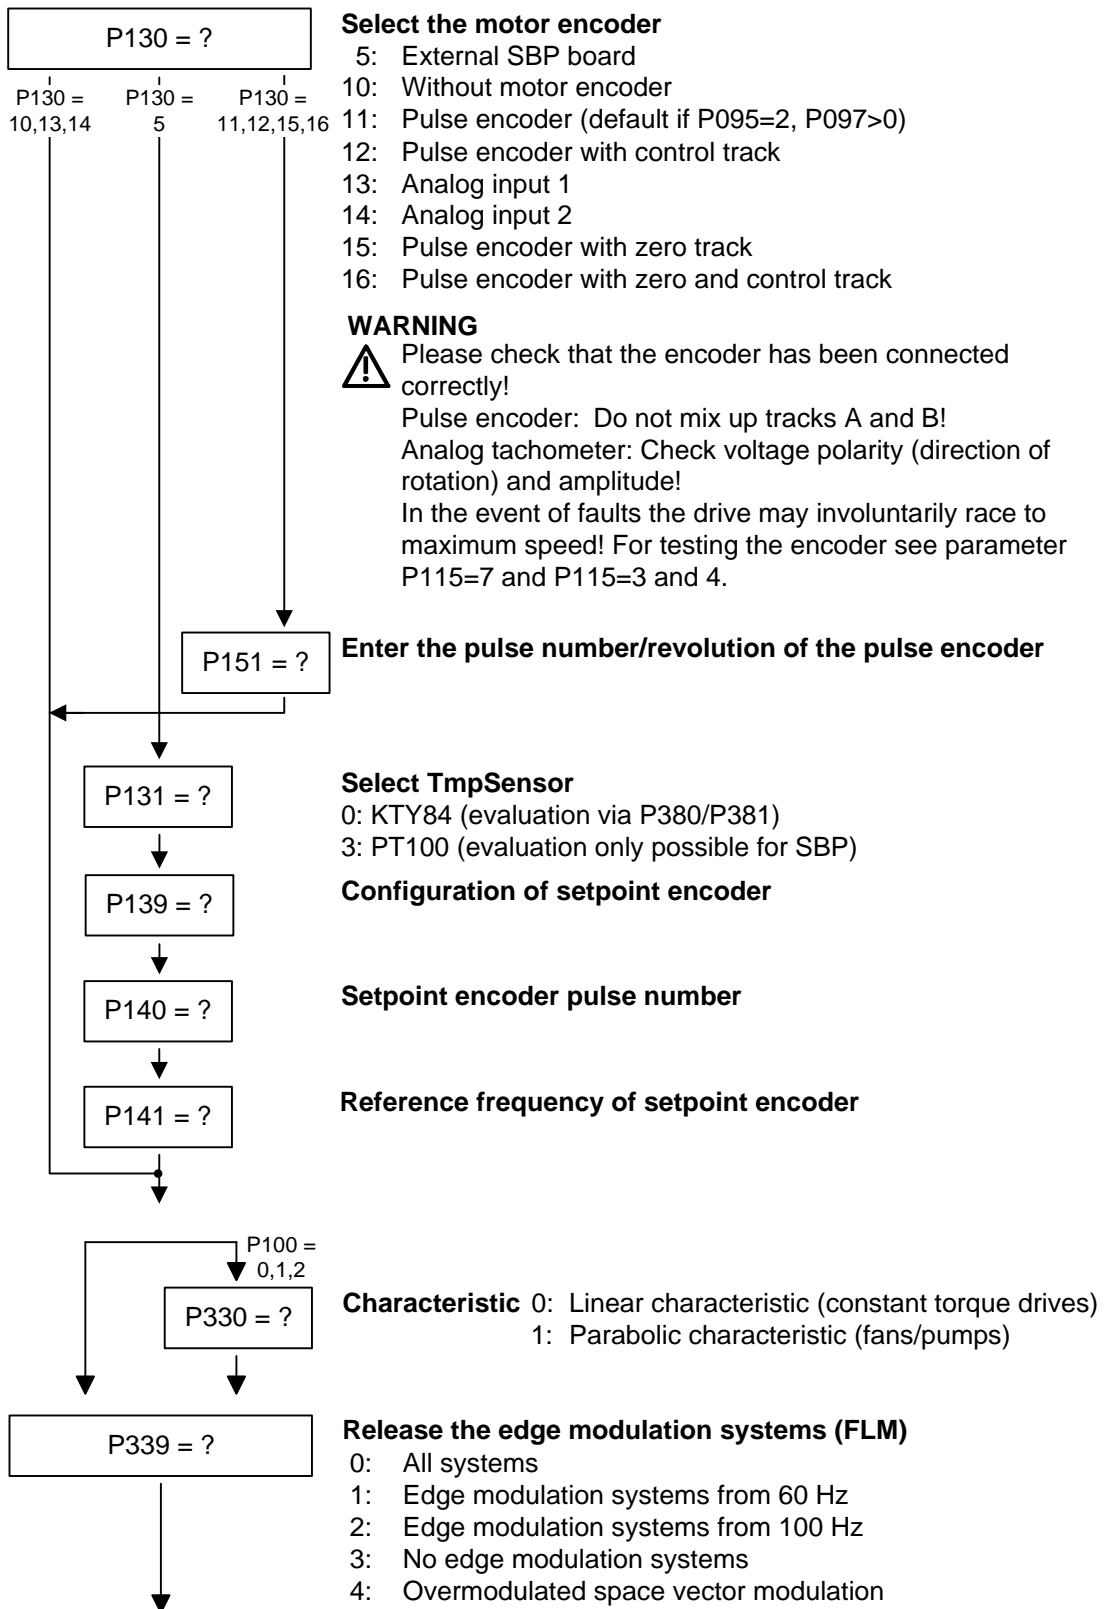 P130 = ?
Select the motor encoder
5: External SBP board
10: Without motor encoder
11: Pulse encoder (default if P095=2, P097>0)
12: Pulse encoder with control track
13: Analog input 1
14: Analog input 2
15: Pulse encoder with zero track
16: Pulse encoder with zero and control track
P130 =
10,13,14
P130 =
5
P130 =
11,12,15,16
WARNING
Please check that the encoder has been connected
correctly!
Pulse encoder: Do not mix up tracks A and B!
Analog tachometer: Check voltage polarity (direction of
rotation) and amplitude!
In the event of faults the drive may involuntarily race to
maximum speed! For testing the encoder see parameter
P115=7 and P115=3 and 4.
P151 = ?
Enter the pulse number/revolution of the pulse encoder
P131 = ?
Select TmpSensor
0: KTY84 (evaluation via P380/P381)
3: PT100 (evaluation only possible for SBP)
P139 = ?
Configuration of setpoint encoder
P140 = ?
Setpoint encoder pulse number
P141 = ?
Reference frequency of setpoint encoder
P100 =
0,1,2
P330 = ?
Characteristic 0: Linear characteristic (constant torque drives)
1: Parabolic characteristic (fans/pumps)
P339 = ?
Release the edge modulation systems (FLM)
0: All systems
1: Edge modulation systems from 60 Hz
2: Edge modulation systems from 100 Hz
3: No edge modulation systems
4: Overmodulated space vector modulation